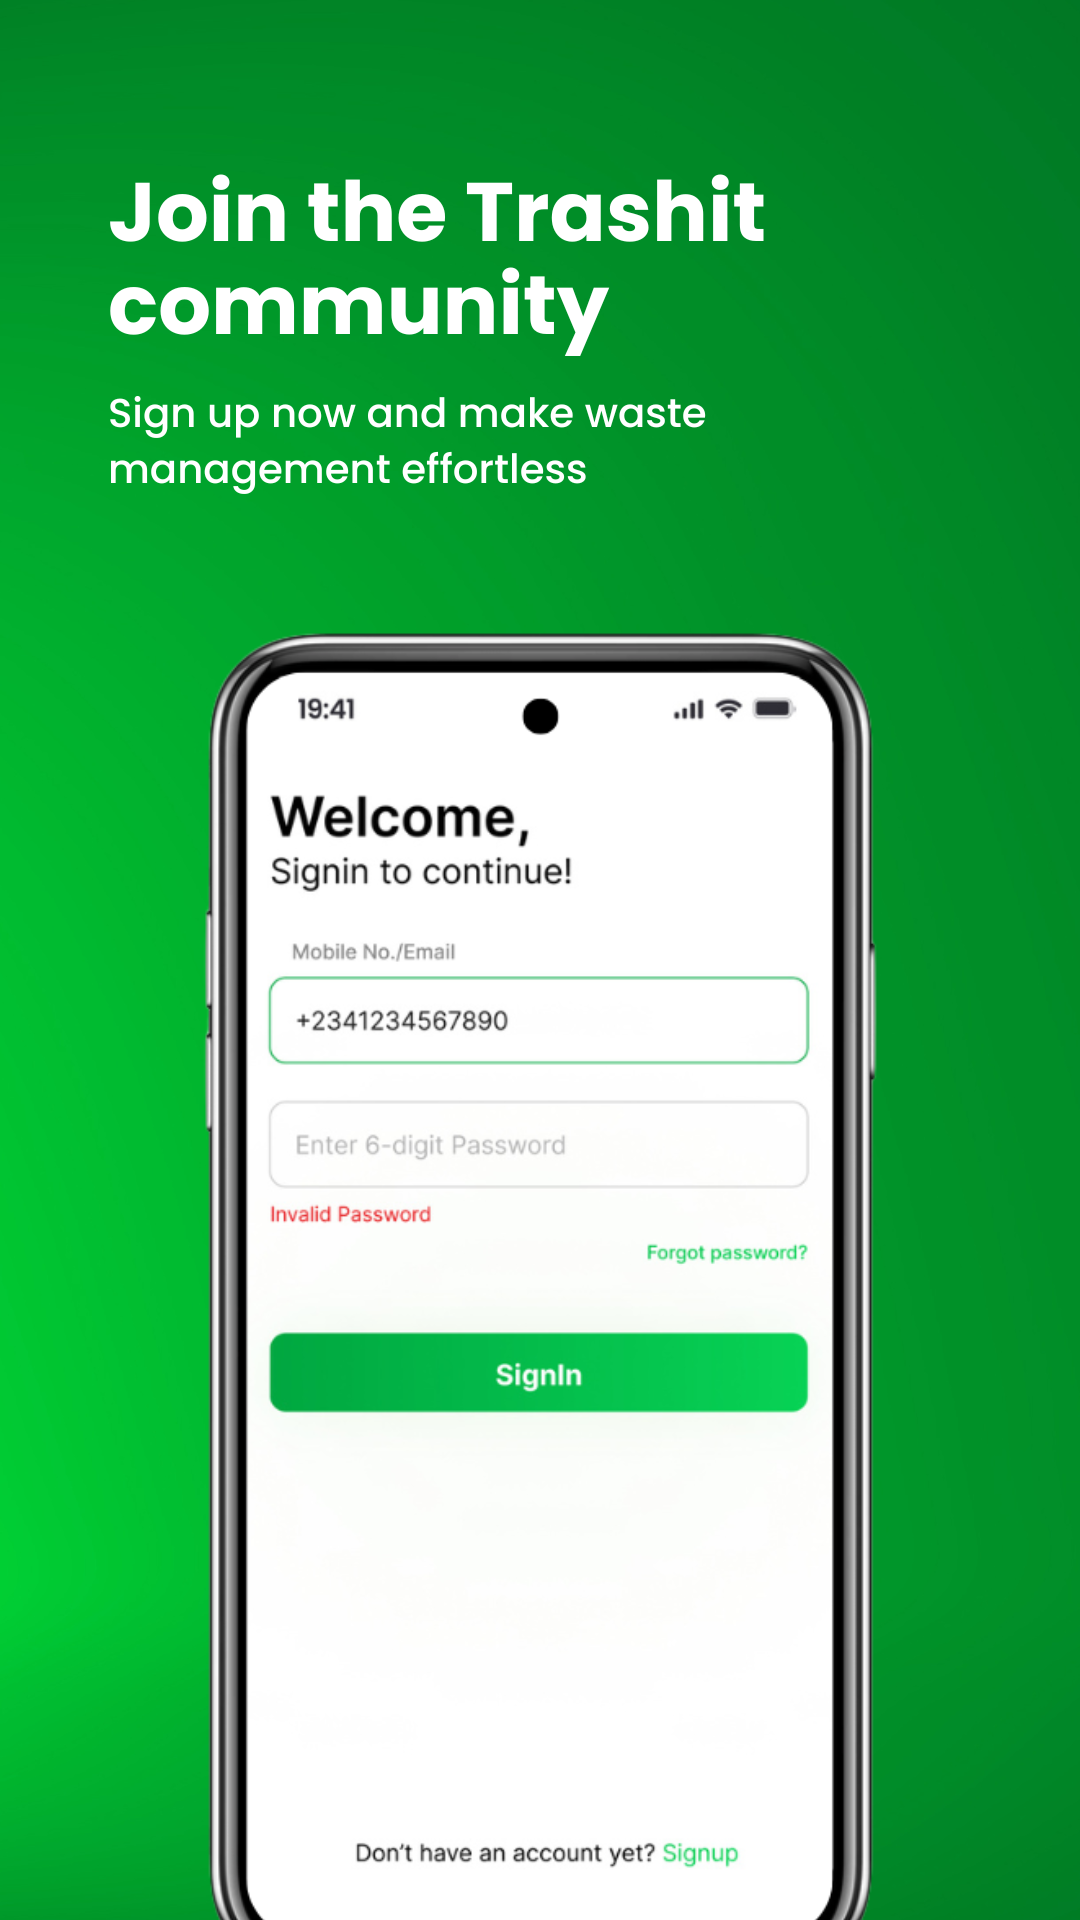 Join the Trashit
community
Sign up now and make waste
management effortless
19:41
Welcome,
Signin to continue!
Mobile No./Email
+2341234567890
Enter 6-digit Password
Invalid Password
Forgot password?
SignIn
Don’t have an account yet? Signup